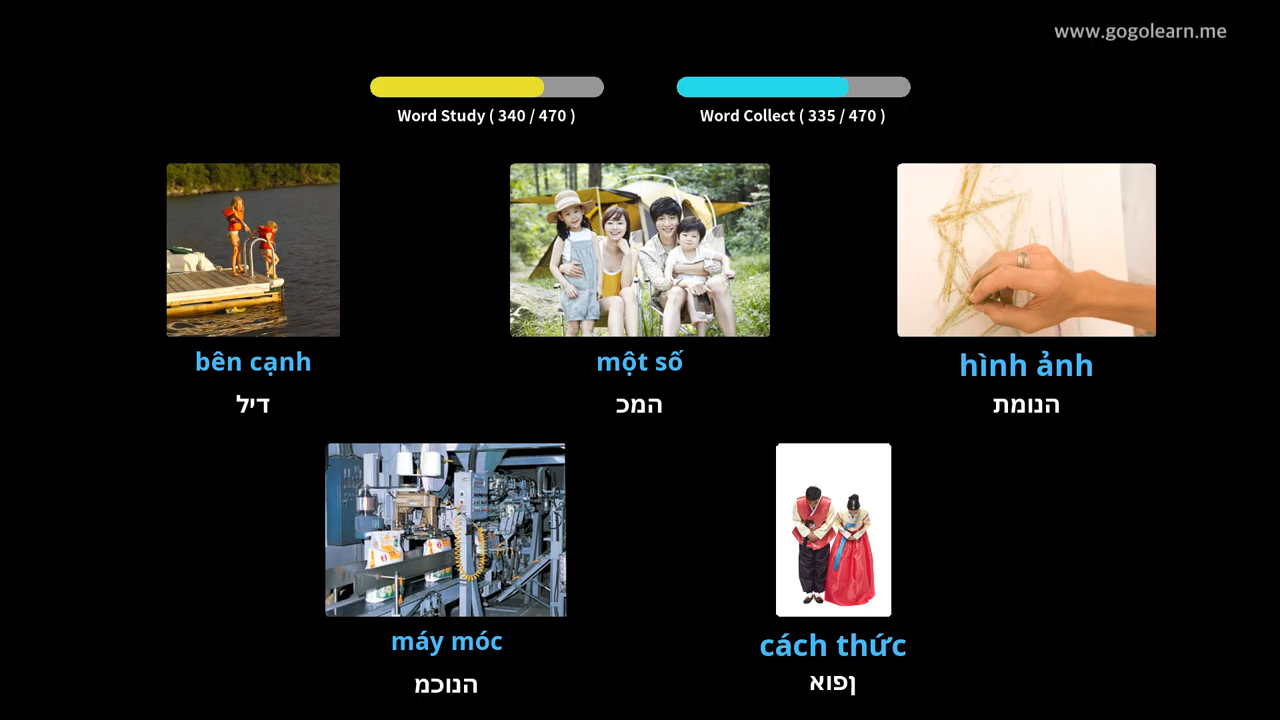 www.gogolearn.me
Word Study ( 340 / 470 )
Word Collect ( 335 / 470 )
bên cạnh
דיל
một số
המכ
hình ảnh
הנומת
máy móc
הנוכמ
cách thức
ןפוא